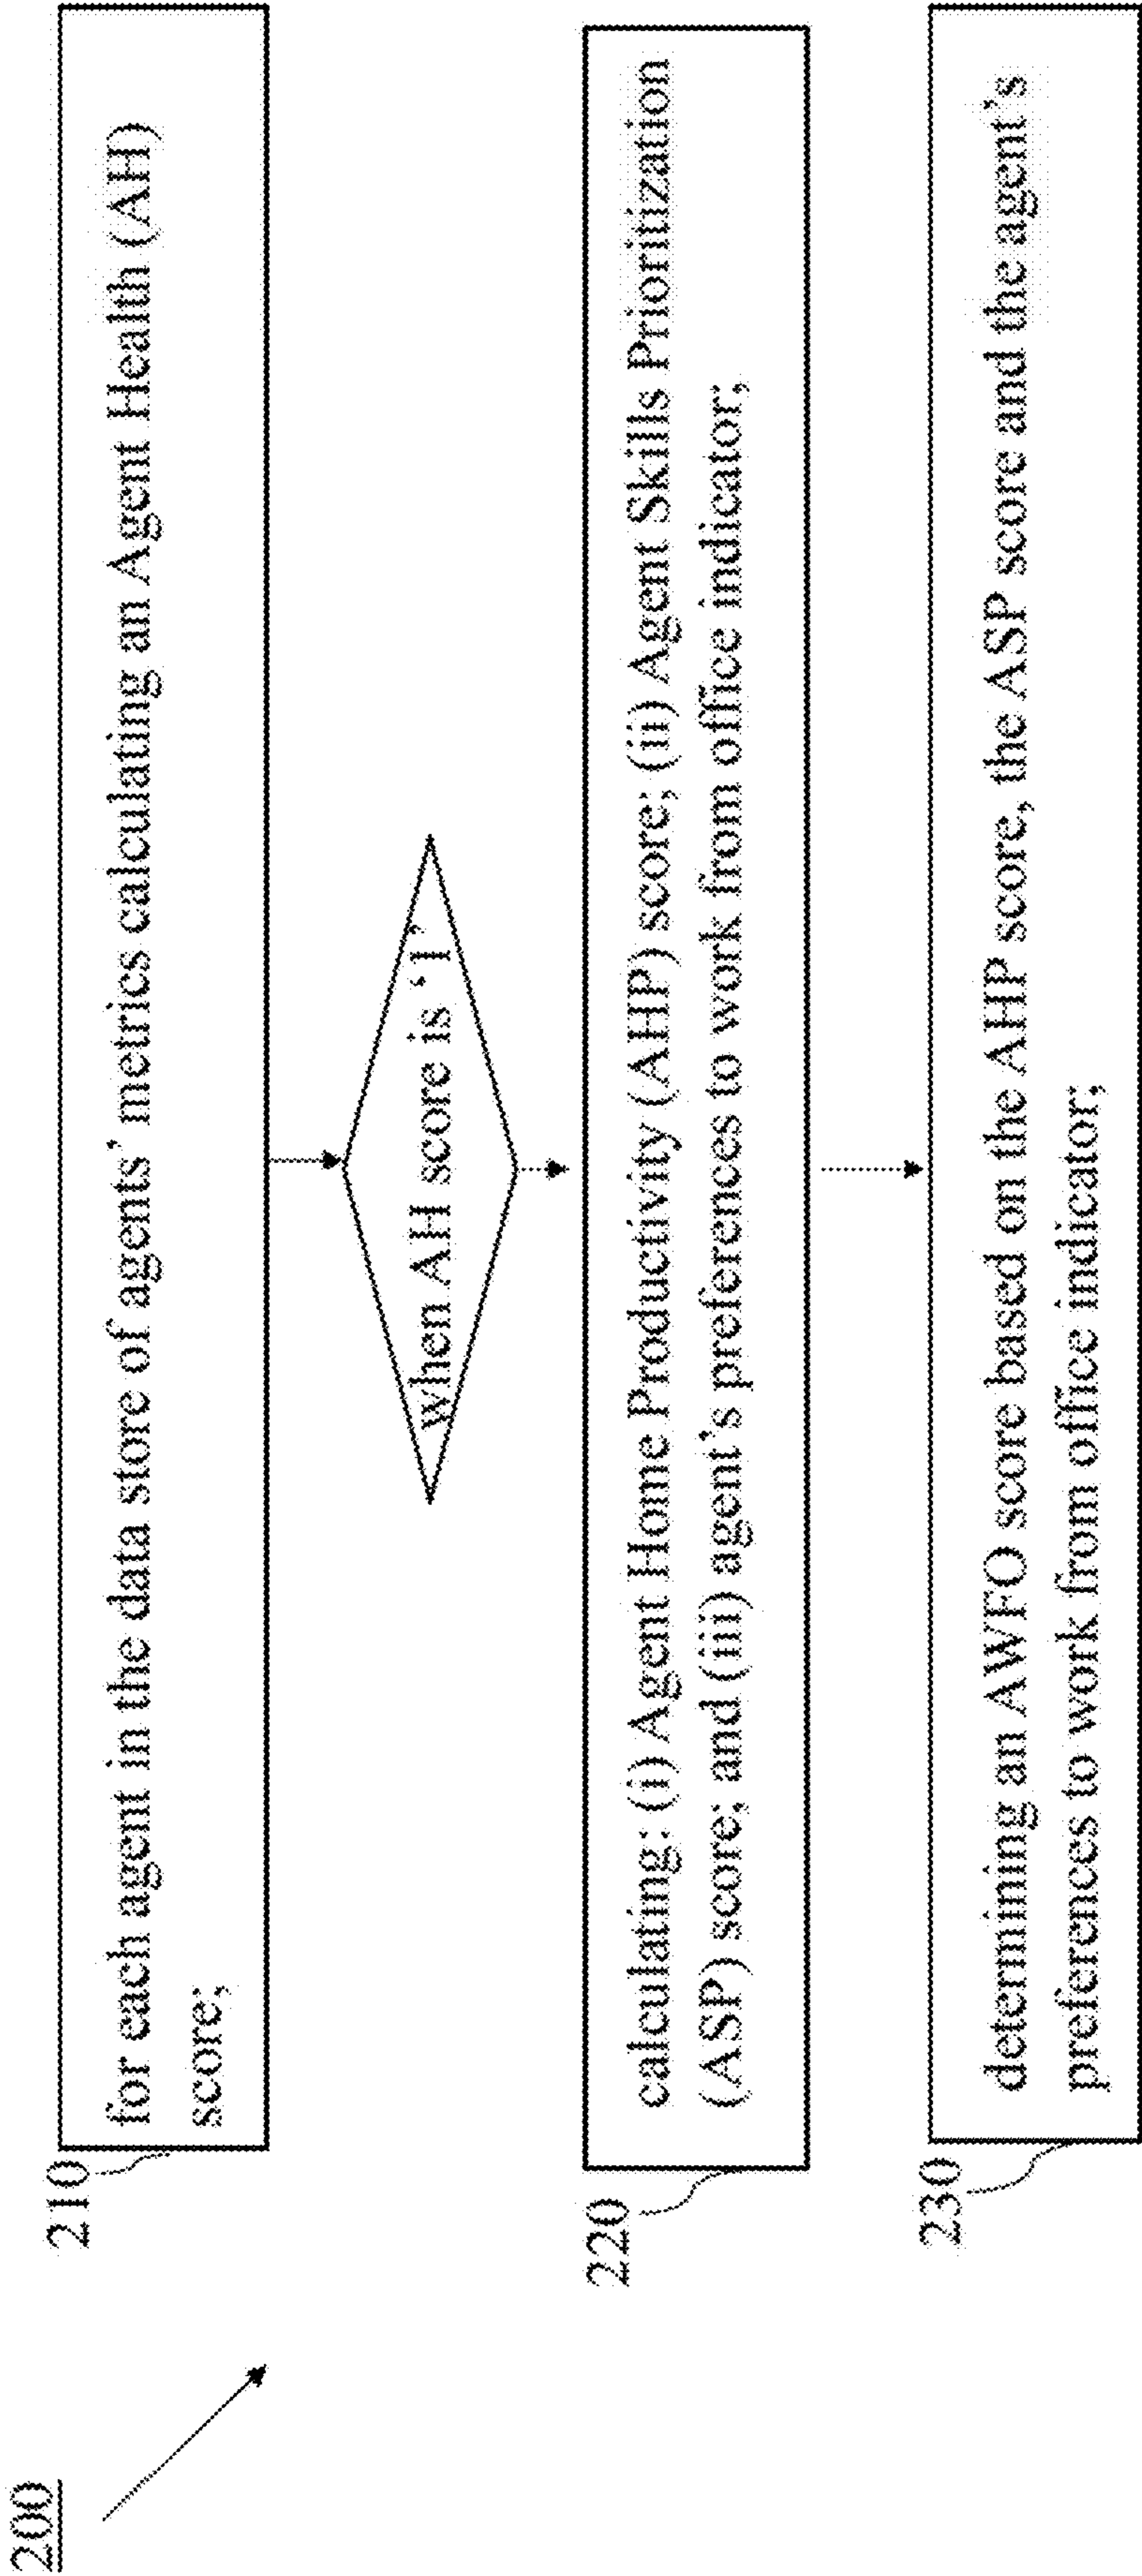 200
210
for each agent in the data store of agents' metrics calculating an Agent Health (AH)
score;
when AH score is ‘1’
220
calculating: (i) Agent Home Productivity (AHP) score; (ii) Agent Skills Prioritization
(ASP) score; and (iii) agent's preferences to work from office indicator;
230
determining an AWFO score based on the AHP score, the ASP score and the agent's
preferences to work from office indicator;